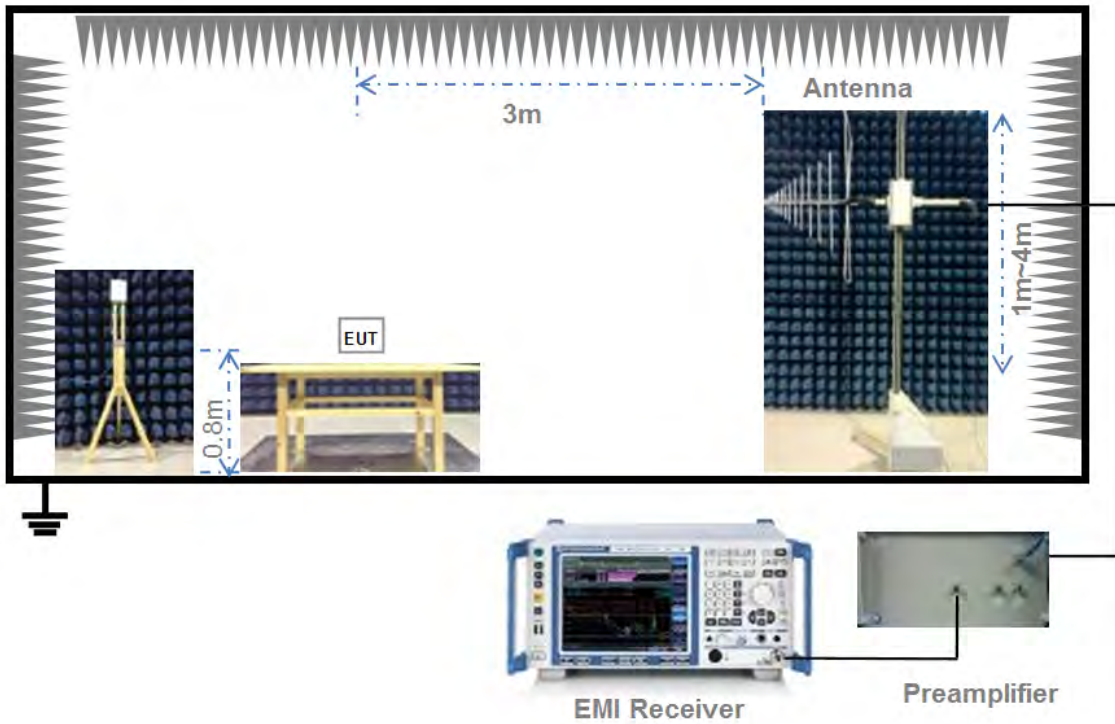 Antenna
3m
1m~4m
EUT
0.8m
EMI Receiver
Preamplifier